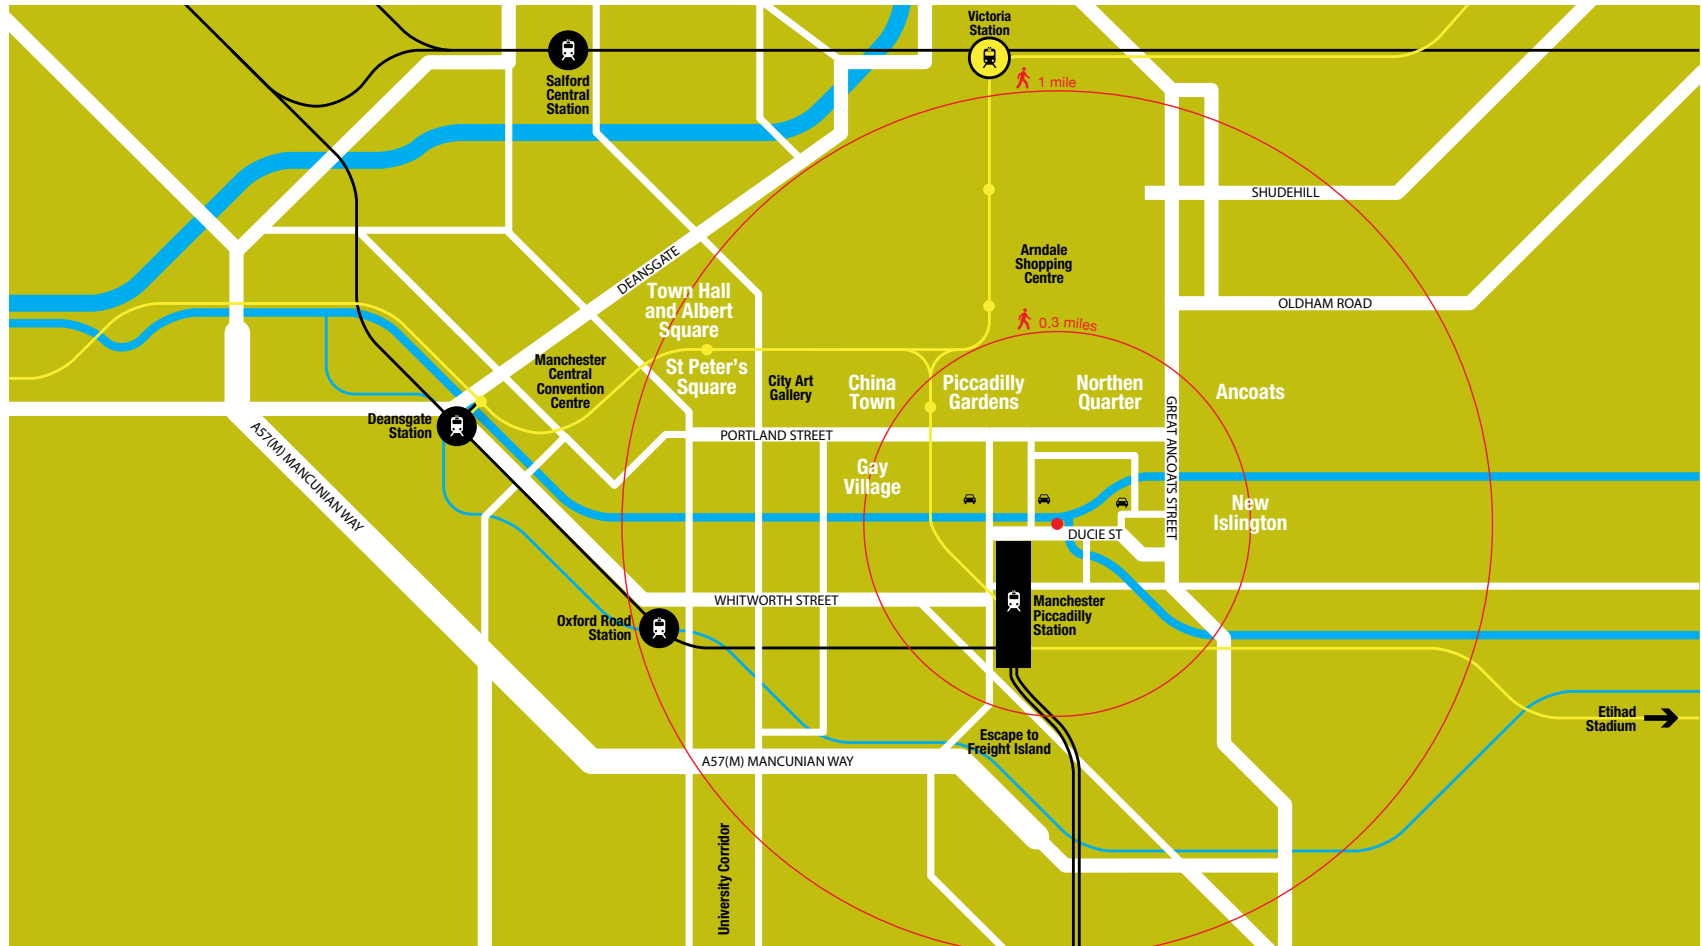 Victoria
Station
1 mile
Salford
Central
Station
SHUDEHILL
Arndale
Shopping
Centre
DEANSGATE
Town Hall
and Albert
Square
OLDHAM ROAD
0.3 miles
Manchester
Central
Convention
Centre
St Peter's
Square
City Art
Gallery
China
Town
Piccadilly
Gardens
Northen
Quarter
Ancoats
Deansgate
Station
A57(M) MANCUNIAN WAY
PORTLAND STREET
GREAT ANCOATS STREET
Gay
Village
New
Islington
DUCIE ST
WHITWORTH STREET
Manchester
Piccadilly
Station
Oxford Road
Station
Etihad
Stadium
Escape to
Freight Island
A57(M) MANCUNIAN WAY
University Corridor